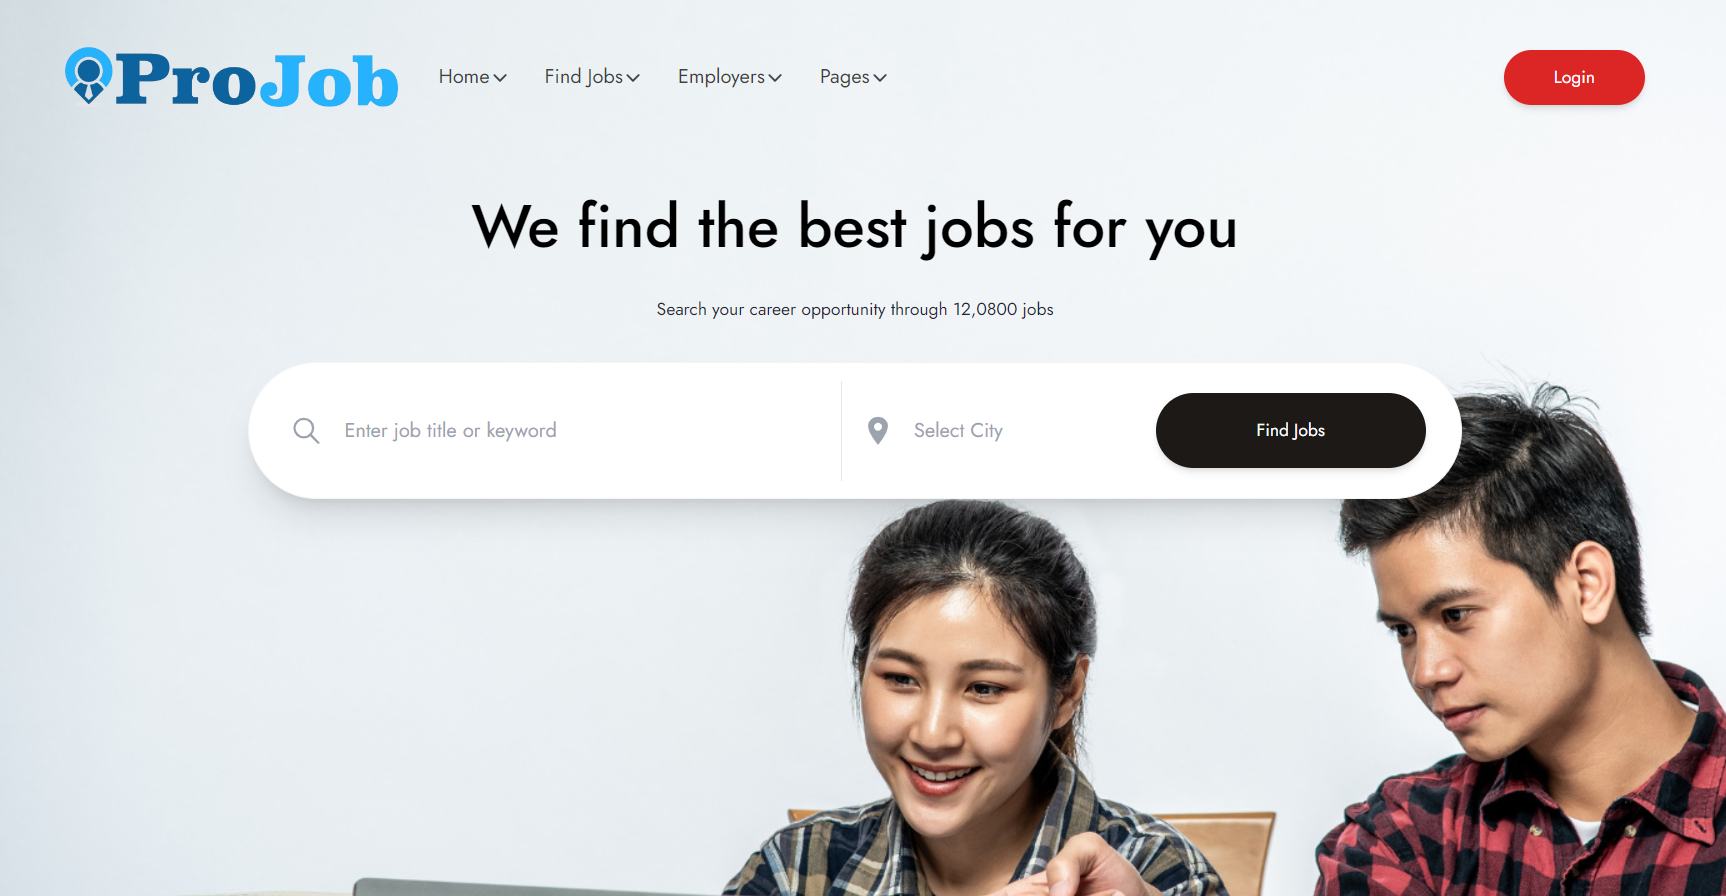 ProJob
Home Find Jobs Employers Pages
Login
We find the best jobs for you
Search your career opportunity through 12,0800 jobs
Enter job title or keyword
Select City
Find Jobs